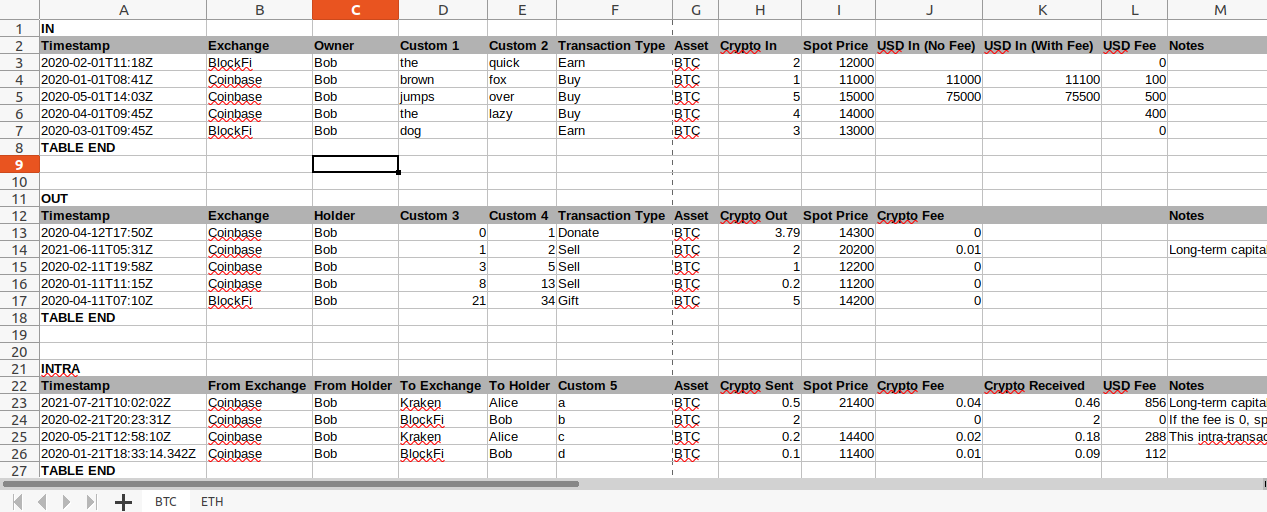 A B C D E F G H I J K L M
1 IN
2 Timestamp Exchange Owner Custom 1 Custom 2 Transaction Type Asset Crypto In Spot Price USD In (No Fee) USD In (With Fee) USD Fee Notes
3 2020-02-01T11:18Z BlockFi Bob the quick Earn BTC 2 12000 0
4 2020-01-01T08:41Z Coinbase Bob brown fox Buy BTC 1 11000 11000 11100 100
5 2020-05-01T14:03Z Coinbase Bob jumps over Buy BTC 5 15000 75000 75500 500
6 2020-04-01T09:45Z Coinbase Bob the lazy Buy BTC 4 14000 400
7 2020-03-01T09:45Z BlockFi Bob dog Earn BTC 3 13000 0
8 TABLE END
9
10
11 OUT
12 Timestamp Exchange Holder Custom 3 Custom 4 Transaction Type Asset Crypto Out Spot Price Crypto Fee Notes
13 2020-04-12T17:50Z Coinbase Bob 0 1 Donate BTC 3.79 14300 0
14 2021-06-11T05:31Z Coinbase Bob 1 2 Sell BTC 2 20200 0.01 Long-term capita
15 2020-02-11T19:58Z Coinbase Bob 3 5 Sell BTC 1 12200 0
16 2020-01-11T11:15Z Coinbase Bob 8 13 Sell BTC 0.2 11200 0
17 2020-04-11T07:10Z BlockFi Bob 21 34 Gift BTC 5 14200 0
18 TABLE END
19
20
21 INTRA
22 Timestamp From Exchange From Holder To Exchange To Holder Custom 5 Asset Crypto Sent Spot Price Crypto Fee Crypto Received USD Fee Notes
23 2021-07-21T10:02:02Z Coinbase Bob Kraken Alice a BTC 0.5 21400 0.04 0.46 856 Long-term capita
24 2020-02-21T20:23:31Z Coinbase Bob BlockFi Bob b BTC 2 0 2 0 If the fee is 0, sp
25 2020-05-21T12:58:10Z Coinbase Bob Kraken Alice c BTC 0.2 14400 0.02 0.18 288 This intra-transac
26 2020-01-21T18:33:14.342Z Coinbase Bob BlockFi Bob d BTC 0.1 11400 0.01 0.09 112
27 TABLE END
BTC ETH